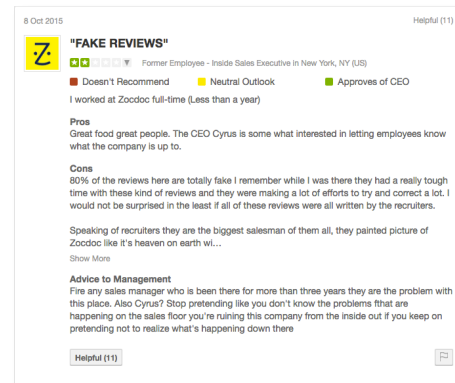 8 Oct 2015
Helpful (11)
"FAKE REVIEWS"
Former Employee - Inside Sales Executive in New York, NY (US)
Doesn't Recommend
Neutral Outlook
Approves of CEO
I worked at Zocdoc full-time (Less than a year)
Pros
Great food great people. The CEO Cyrus is some what interested in letting employees know
what the company is up to.
Cons
80% of the reviews here are totally fake I remember while I was there they had a really tough
time with these kind of reviews and they were making a lot of efforts to try and correct a lot. I
would not be surprised in the least if all of these reviews were all written by the recruiters.
Speaking of recruiters they are the biggest salesman of them all, they painted picture of
Zocdoc like it's heaven on earth wi...
Show More
Advice to Management
Fire any sales manager who is been there for more than three years they are the problem with
this place. Also Cyrus? Stop pretending like you don't know the problems fthat are
happening on the sales floor you're ruining this company from the inside out if you keep on
pretending not to realize what's happening down there
Helpful (11)